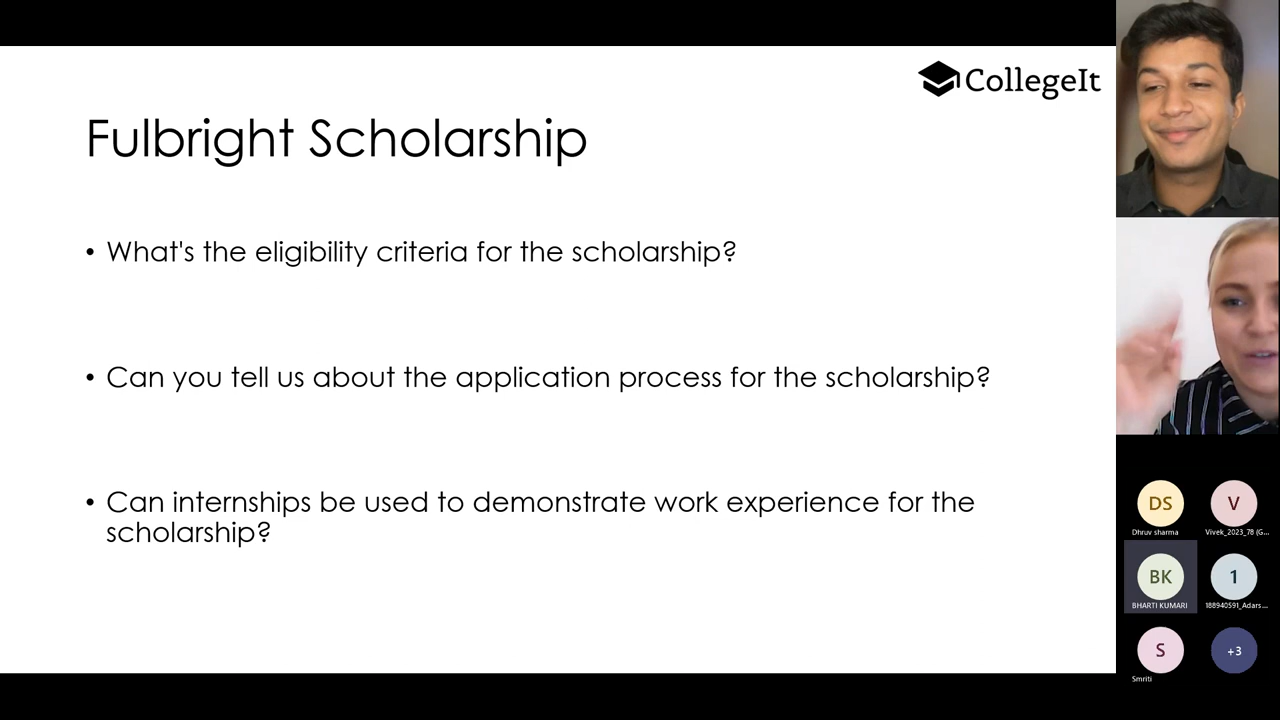 CollegeIt
Fulbright Scholarship
• What's the eligibility criteria for the scholarship?
• Can you tell us about the application process for the scholarship?
• Can internships be used to demonstrate work experience for the
scholarship?
DS
V
Dhruv sharma
Vivek_2023_78 (G...
BK
1
BHARTI KUMARI
188940591_Adars...
S
+3
Smriti